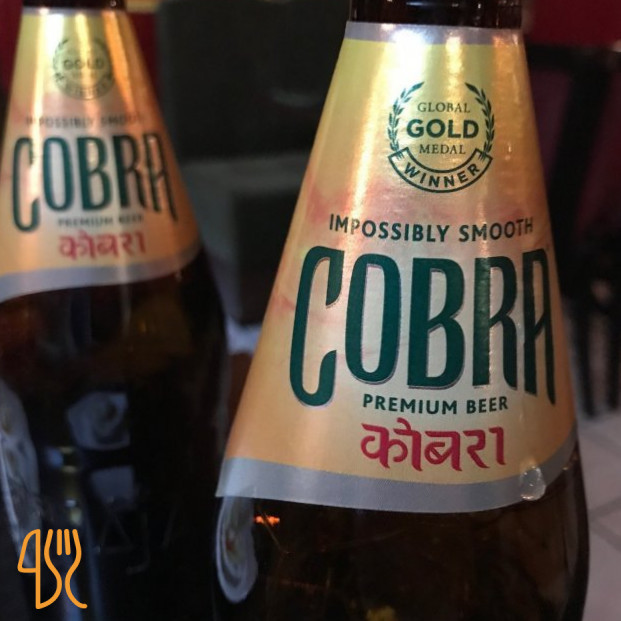 GOLD
IMPOSSIBLY SMOOTH
COBRA
PREMIUM BEER
कोबरा
GLOBAL
GOLD
MEDAL
WINNER
IMPOSSIBLY SMOOTH
COBRA
PREMIUM BEER
कोबरा